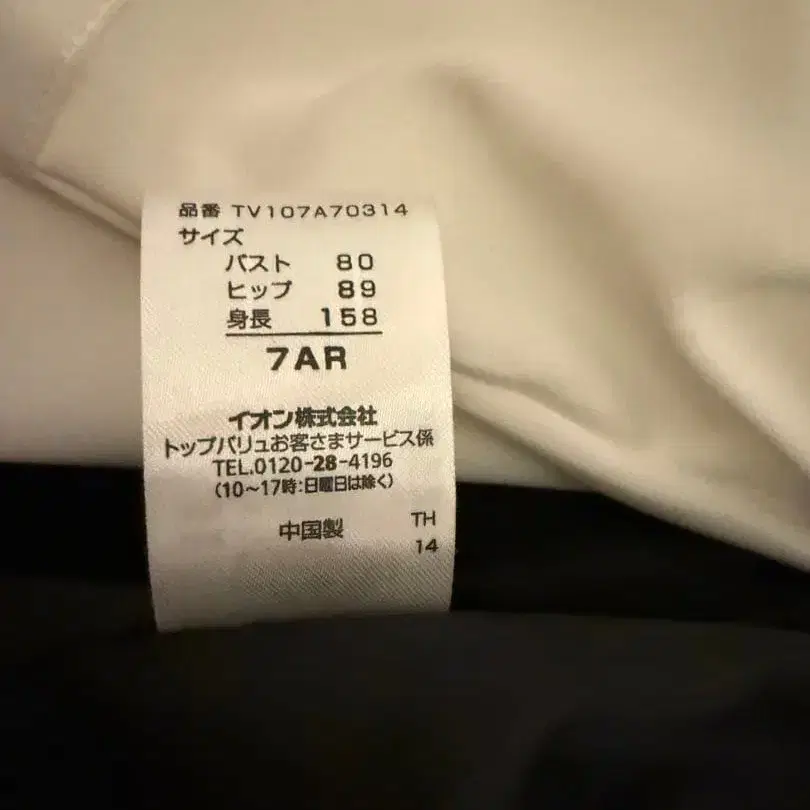 品番 TV107A70314
サイズ
バスト 80
ヒップ 89
身長 158
7AR
イオン株式会社
トップバリュお客さまサービス係
TEL.0120-28-4196
(10〜17時:日曜日は除く)
中国製 TH
14